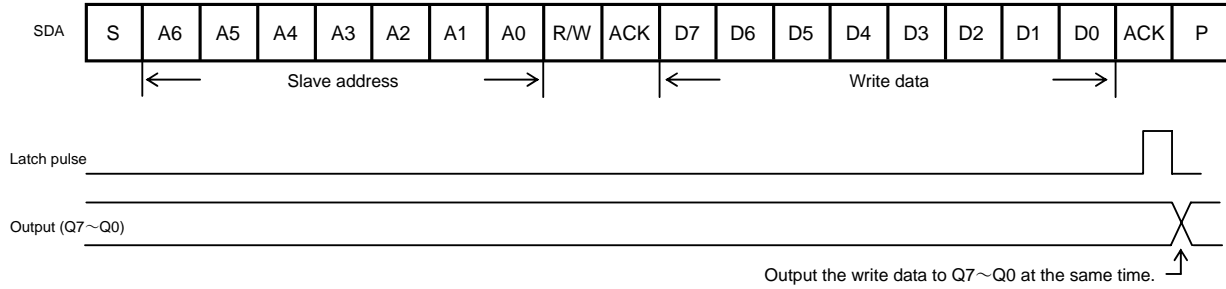 SDA S A6 A5 A4 A3 A2 A1 A0 R/W ACK D7 D6 D5 D4 D3 D2 D1 D0 ACK P
Slave address Write data
Latch pulse
Output (Q7～Q0)
Output the write data to Q7～Q0 at the same time.